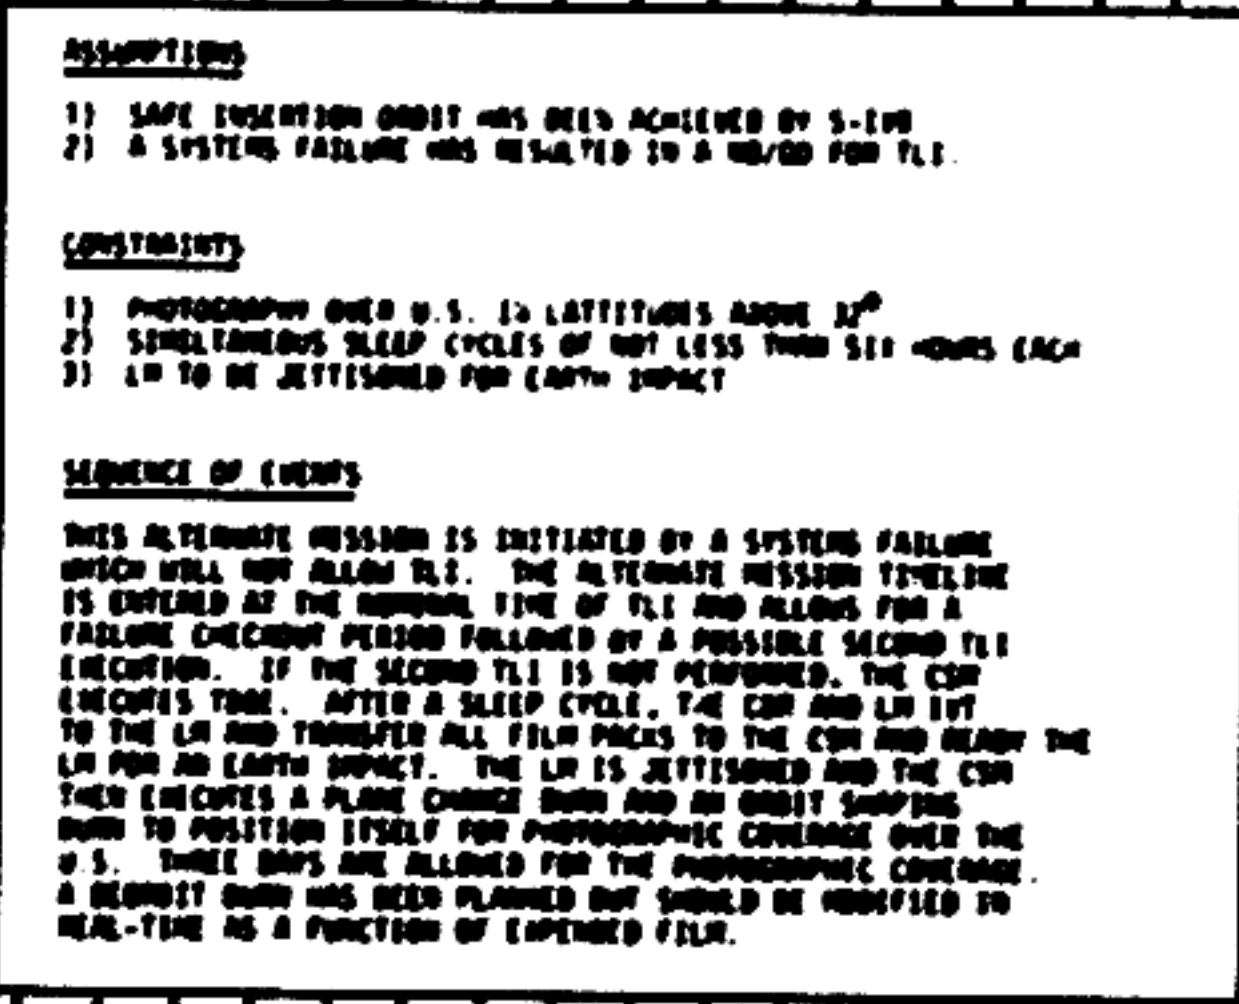 ASSUMPTIONS
1) SAFE INSERTION ORBIT HAS BEEN ACHIEVED BY S-IVB
2) A SYSTEMS FAILURE HAS RESULTED IN A NO/GO FOR TLI.
CONSTRAINTS
1) PHOTOGRAPHY OVER U.S. IN LATTITUDES ABOVE 32°
2) SIMULTANEOUS SLEEP CYCLES OF NOT LESS THAN SIX HOURS EACH
3) LM TO BE JETTISONED FOR EARTH IMPACT
SEQUENCE OF EVENTS
THIS ALTERNATE MISSION IS INITIATED BY A SYSTEMS FAILURE
WHICH WILL NOT ALLOW TLI. THE ALTERNATE MISSION TIMELINE
IS ENTERED AT THE NOMINAL TIME OF TLI AND ALLOWS FOR A
FAILURE CHECKOUT PERIOD FOLLOWED BY A POSSIBLE SECOND TLI
EXECUTION. IF THE SECOND TLI IS NOT PERFORMED, THE CSM
EXECUTES TD&E. AFTER A SLEEP CYCLE, THE CDR AND LM IVT
TO THE LM AND TRANSFER ALL FILM PACKS TO THE CSM AND READY THE
LM FOR AN EARTH IMPACT. THE LM IS JETTISONED AND THE CSM
THEN EXECUTES A PLANE CHANGE BURN AND AN ORBIT SHAPING
BURN TO POSITION ITSELF FOR PHOTOGRAPHIC COVERAGE OVER THE
U.S. THREE DAYS ARE ALLOWED FOR THE PHOTOGRAPHIC COVERAGE.
A DEORBIT BURN HAS BEEN PLANNED BUT SHOULD BE MODIFIED IN
REAL-TIME AS A FUNCTION OF EXPENDED FILM.